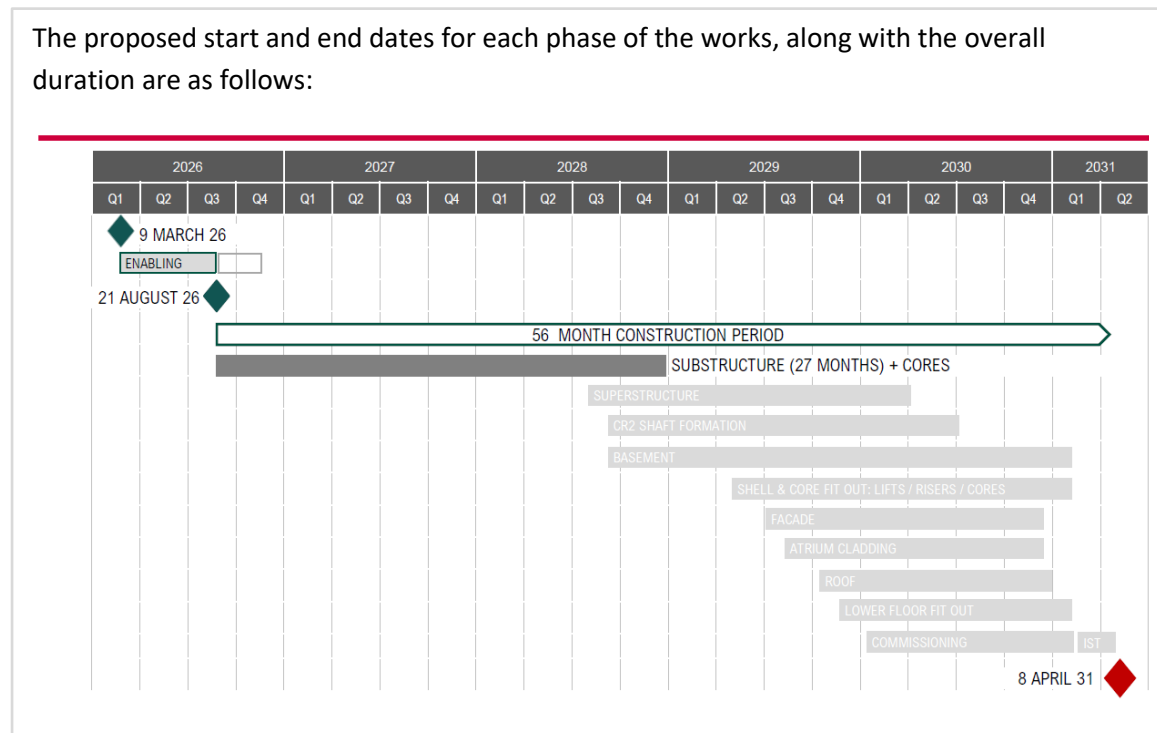 The proposed start and end dates for each phase of the works, along with the overall
duration are as follows:
2026 2027 2028 2029 2030 2031
Q1 Q2 Q3 Q4 Q1 Q2 Q3 Q4 Q1 Q2 Q3 Q4 Q1 Q2 Q3 Q4 Q1 Q2 Q3 Q4 Q1 Q2
9 MARCH 26
ENABLING
21 AUGUST 26
56 MONTH CONSTRUCTION PERIOD
SUBSTRUCTURE (27 MONTHS) + CORES
SUPERSTRUCTURE
CR2 SHAFT FORMATION
BASEMENT
SHELL & CORE FIT OUT: LIFTS / RISERS / CORES
FACADE
ATRIUM CLADDING
ROOF
LOWER FLOOR FIT OUT
COMMISSIONING IST
8 APRIL 31